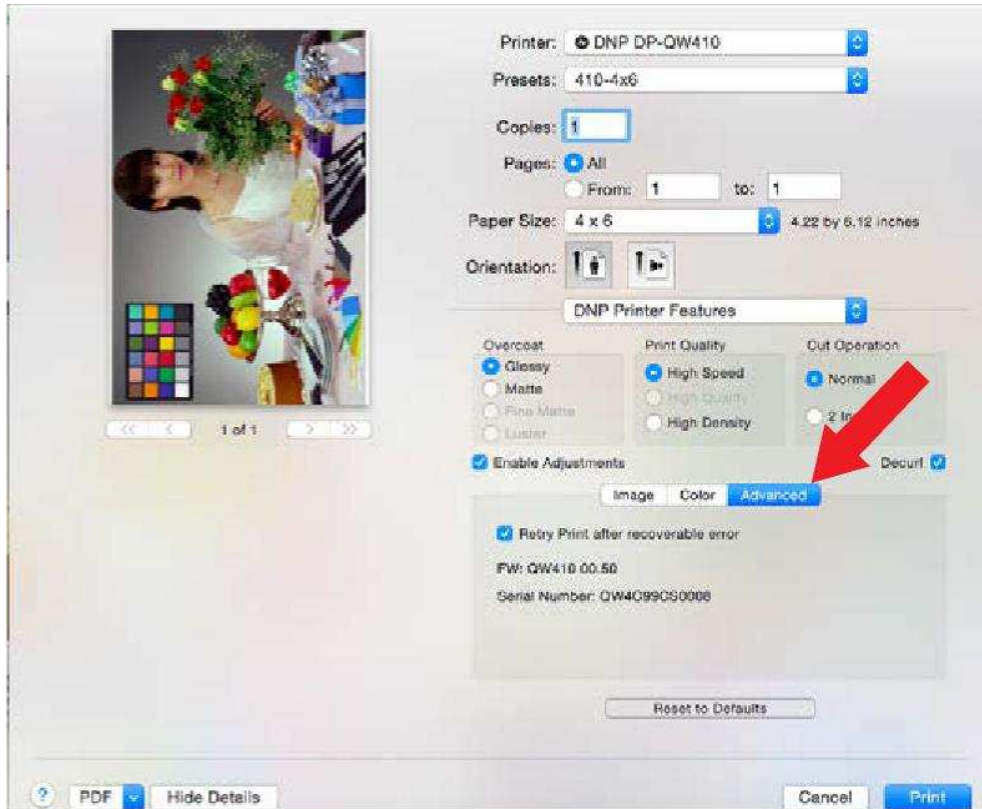 Printer: DNP DP-QW410
Presets: 410-4x6
Copies: 1
Pages: All
From: 1 to: 1
Paper Size: 4 x 6 4.22 by 6.12 inches
Orientation:
DNP Printer Features
Overcoat Print Quality Cut Operation
Glossy High Speed Normal
Matte High Quality
Fine Matte High Density 2
Luster
1 of 1
Enable Adjustments Decurl
Image Color Advanced
Retry Print after recoverable error
FW: QW410 00.50
Serial Number:
Reset to Defaults
? PDF Hide Details Cancel Print